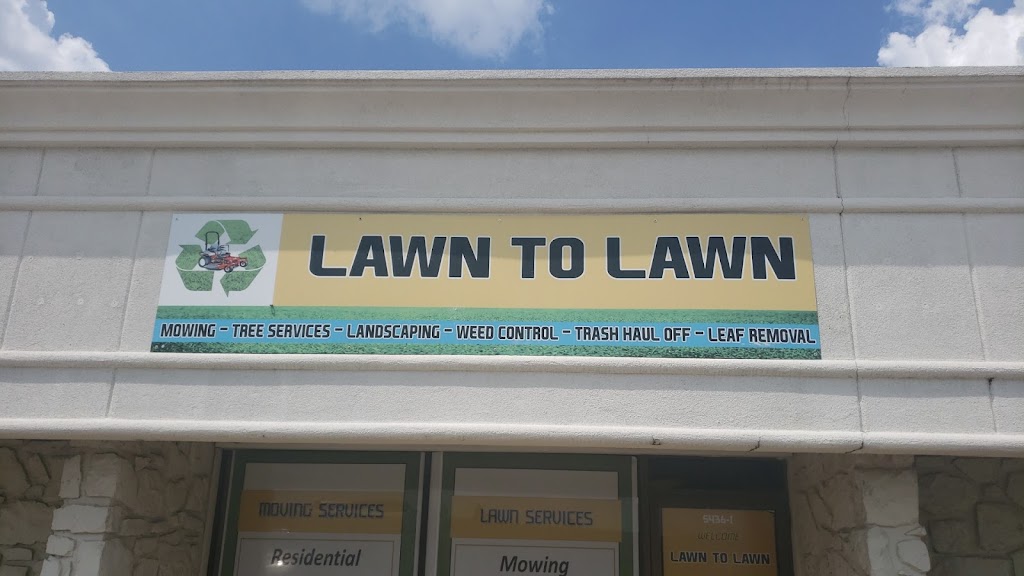 LAWN TO LAWN
MOWING - TREE SERVICES - LANDSCAPING - WEED CONTROL - TRASH HAUL OFF - LEAF REMOVAL
MOVING SERVICES
Residential
LAWN SERVICES
Mowing
WELCOME
LAWN TO LAWN